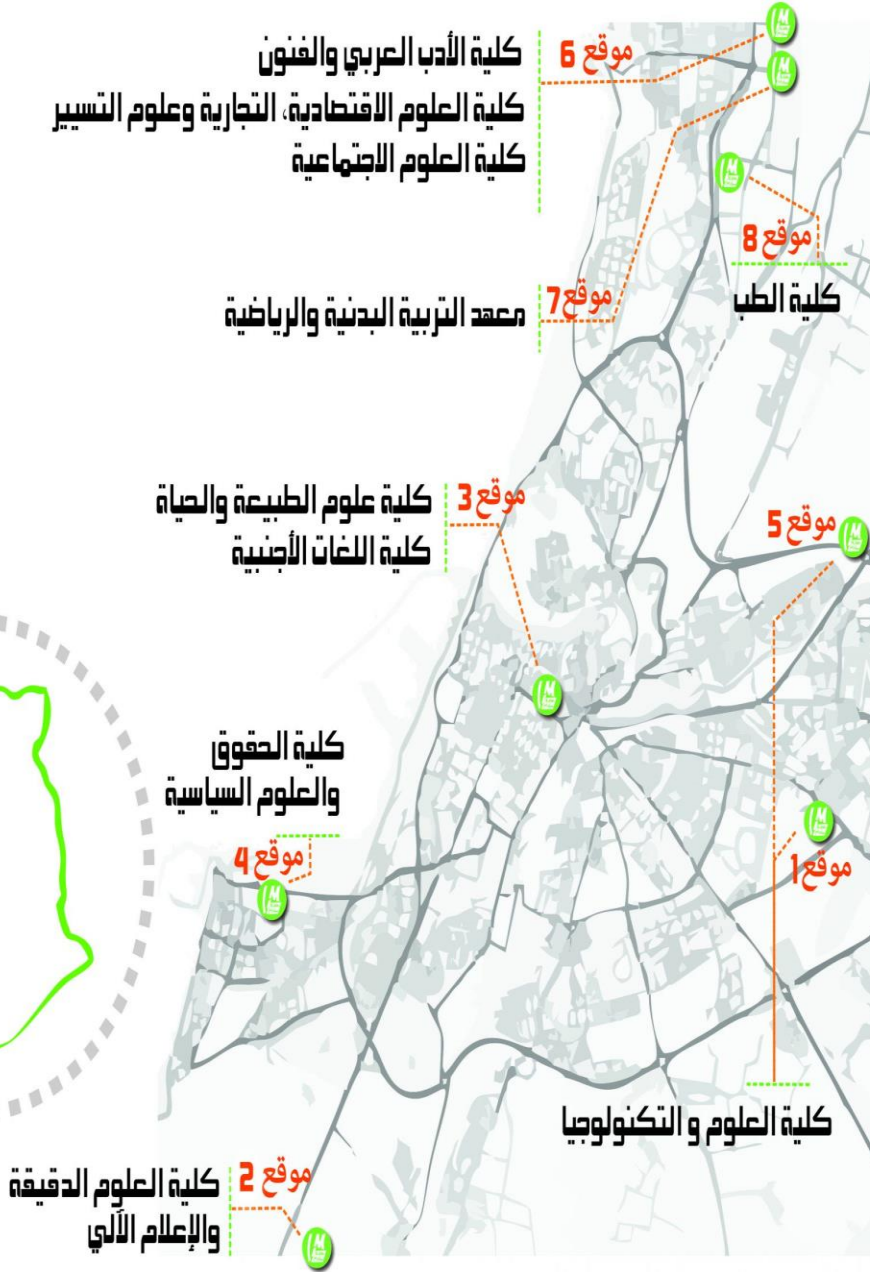 موقع 6
كلية الأدب العربي والفنون
كلية العلوم الاقتصادية، التجارية وعلوم التسيير
كلية العلوم الاجتماعية
موقع 8
كلية الطب
موقع7
معهد التربية البدنية والرياضية
موقع 3
كلية علوم الطبيعة والحياة
كلية اللغات الأجنبية
موقع 5
كلية الحقوق
والعلوم السياسية
موقع 4
موقع1
كلية العلوم و التكنولوجيا
موقع 2
كلية العلوم الدقيقة
والإعلام الآلي